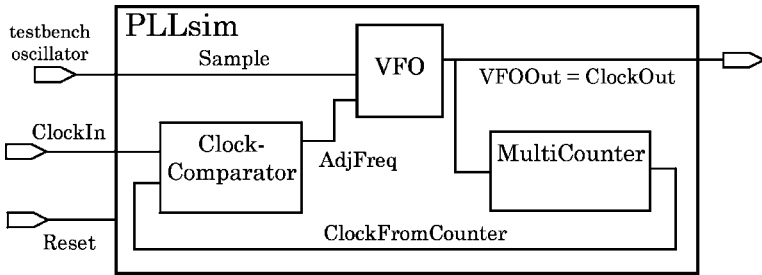 PLLsim
testbench
oscillator
Sample
VFO
VFOOut = ClockOut
ClockIn
Clock-
Comparator
AdjFreq
MultiCounter
Reset
ClockFromCounter